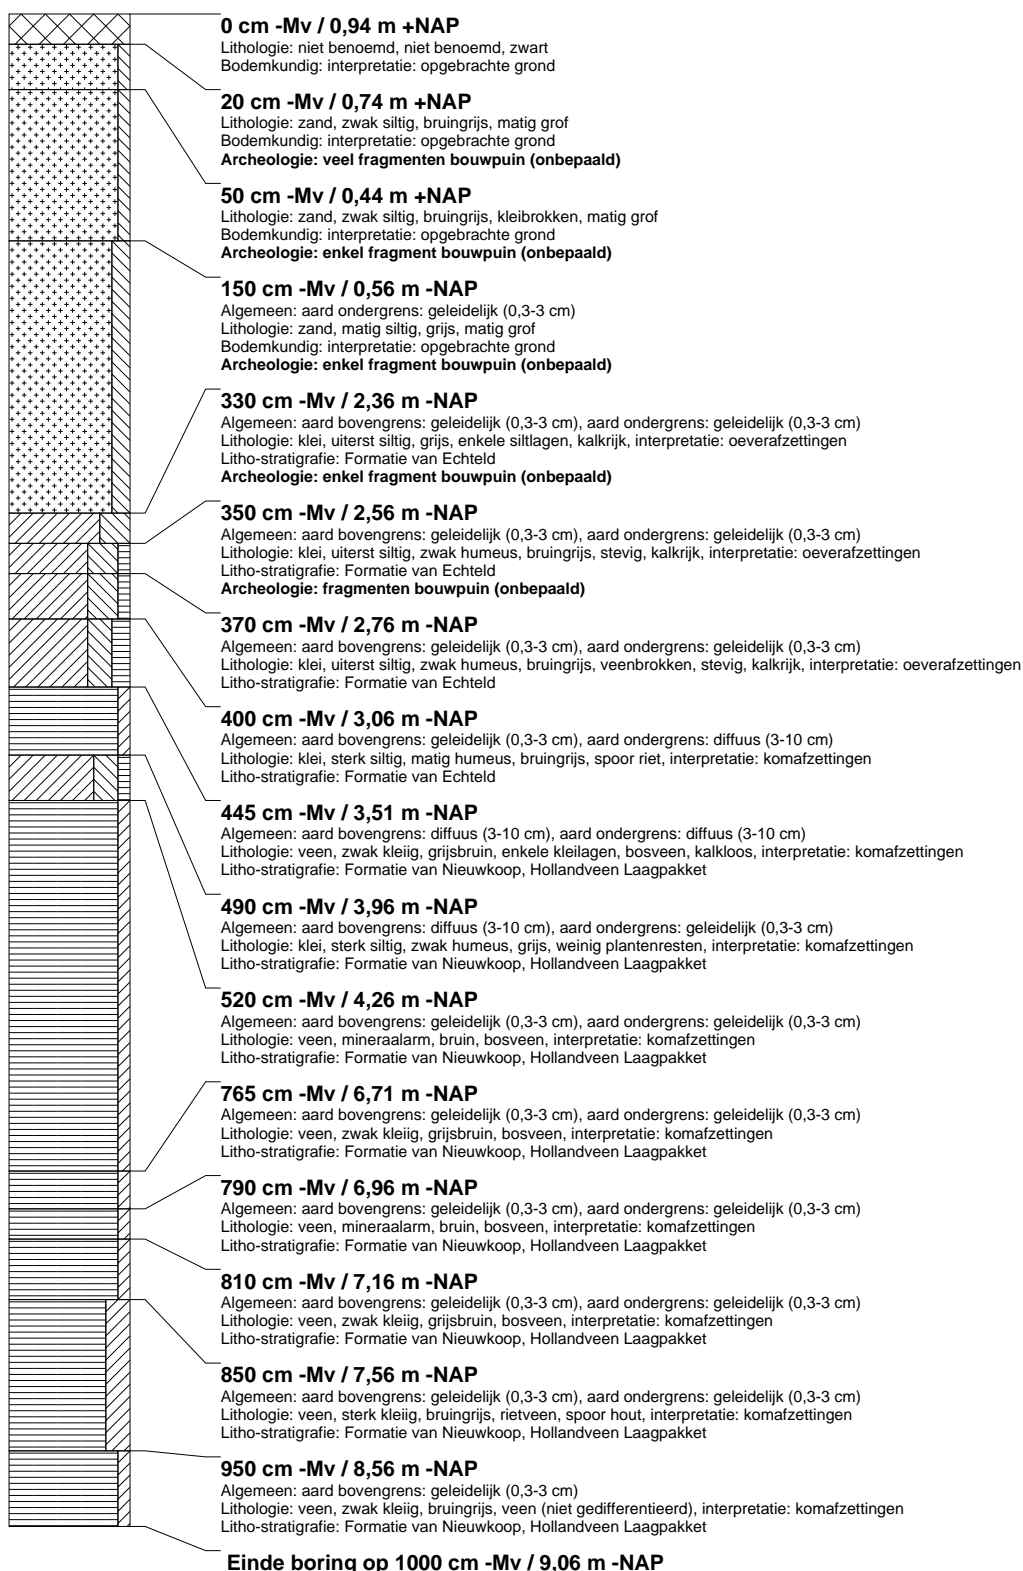 0 cm -Mv / 0,94 m +NAP
Lithologie: niet benoemd, niet benoemd, zwart
Bodemkundig: interpretatie: opgebrachte grond
20 cm -Mv / 0,74 m +NAP
Lithologie: zand, zwak siltig, bruingrijs, matig grof
Bodemkundig: interpretatie: opgebrachte grond
Archeologie: veel fragmenten bouwpuin (onbepaald)
50 cm -Mv / 0,44 m +NAP
Lithologie: zand, zwak siltig, bruingrijs, kleibrokken, matig grof
Bodemkundig: interpretatie: opgebrachte grond
Archeologie: enkel fragment bouwpuin (onbepaald)
150 cm -Mv / 0,56 m -NAP
Algemeen: aard ondergrens: geleidelijk (0,3-3 cm)
Lithologie: zand, matig siltig, grijs, matig grof
Bodemkundig: interpretatie: opgebrachte grond
Archeologie: enkel fragment bouwpuin (onbepaald)
330 cm -Mv / 2,36 m -NAP
Algemeen: aard bovengrens: geleidelijk (0,3-3 cm), aard ondergrens: geleidelijk (0,3-3 cm)
Lithologie: klei, uiterst siltig, grijs, enkele siltlagen, kalkrijk, interpretatie: oeverafzettingen
Litho-stratigrafie: Formatie van Echteld
Archeologie: enkel fragment bouwpuin (onbepaald)
350 cm -Mv / 2,56 m -NAP
Algemeen: aard bovengrens: geleidelijk (0,3-3 cm), aard ondergrens: geleidelijk (0,3-3 cm)
Lithologie: klei, uiterst siltig, zwak humeus, bruingrijs, stevig, kalkrijk, interpretatie: oeverafzettingen
Litho-stratigrafie: Formatie van Echteld
Archeologie: fragmenten bouwpuin (onbepaald)
370 cm -Mv / 2,76 m -NAP
Algemeen: aard bovengrens: geleidelijk (0,3-3 cm), aard ondergrens: geleidelijk (0,3-3 cm)
Lithologie: klei, uiterst siltig, zwak humeus, bruingrijs, veenbrokken, stevig, kalkrijk, interpretatie: oeverafzettingen
Litho-stratigrafie: Formatie van Echteld
400 cm -Mv / 3,06 m -NAP
Algemeen: aard bovengrens: geleidelijk (0,3-3 cm), aard ondergrens: diffuus (3-10 cm)
Lithologie: klei, sterk siltig, matig humeus, bruingrijs, spoor riet, interpretatie: komafzettingen
Litho-stratigrafie: Formatie van Echteld
445 cm -Mv / 3,51 m -NAP
Algemeen: aard bovengrens: diffuus (3-10 cm), aard ondergrens: diffuus (3-10 cm)
Lithologie: veen, zwak kleiig, grijsbruin, enkele kleilagen, bosveen, kalkloos, interpretatie: komafzettingen
Litho-stratigrafie: Formatie van Nieuwkoop, Hollandveen Laagpakket
490 cm -Mv / 3,96 m -NAP
Algemeen: aard bovengrens: diffuus (3-10 cm), aard ondergrens: geleidelijk (0,3-3 cm)
Lithologie: klei, sterk siltig, zwak humeus, grijs, weinig plantenresten, interpretatie: komafzettingen
Litho-stratigrafie: Formatie van Nieuwkoop, Hollandveen Laagpakket
520 cm -Mv / 4,26 m -NAP
Algemeen: aard bovengrens: geleidelijk (0,3-3 cm), aard ondergrens: geleidelijk (0,3-3 cm)
Lithologie: veen, mineraalarm, bruin, bosveen, interpretatie: komafzettingen
Litho-stratigrafie: Formatie van Nieuwkoop, Hollandveen Laagpakket
765 cm -Mv / 6,71 m -NAP
Algemeen: aard bovengrens: geleidelijk (0,3-3 cm), aard ondergrens: geleidelijk (0,3-3 cm)
Lithologie: veen, zwak kleiig, grijsbruin, bosveen, interpretatie: komafzettingen
Litho-stratigrafie: Formatie van Nieuwkoop, Hollandveen Laagpakket
790 cm -Mv / 6,96 m -NAP
Algemeen: aard bovengrens: geleidelijk (0,3-3 cm), aard ondergrens: geleidelijk (0,3-3 cm)
Lithologie: veen, mineraalarm, bruin, bosveen, interpretatie: komafzettingen
Litho-stratigrafie: Formatie van Nieuwkoop, Hollandveen Laagpakket
810 cm -Mv / 7,16 m -NAP
Algemeen: aard bovengrens: geleidelijk (0,3-3 cm), aard ondergrens: geleidelijk (0,3-3 cm)
Lithologie: veen, zwak kleiig, grijsbruin, bosveen, interpretatie: komafzettingen
Litho-stratigrafie: Formatie van Nieuwkoop, Hollandveen Laagpakket
850 cm -Mv / 7,56 m -NAP
Algemeen: aard bovengrens: geleidelijk (0,3-3 cm), aard ondergrens: geleidelijk (0,3-3 cm)
Lithologie: veen, sterk kleiig, bruingrijs, rietveen, spoor hout, interpretatie: komafzettingen
Litho-stratigrafie: Formatie van Nieuwkoop, Hollandveen Laagpakket
950 cm -Mv / 8,56 m -NAP
Algemeen: aard bovengrens: geleidelijk (0,3-3 cm)
Lithologie: veen, zwak kleiig, bruingrijs, veen (niet gedifferentieerd), interpretatie: komafzettingen
Litho-stratigrafie: Formatie van Nieuwkoop, Hollandveen Laagpakket
Einde boring op 1000 cm -Mv / 9,06 m -NAP